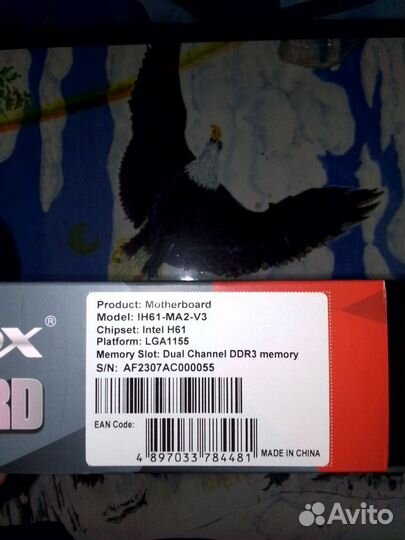 Product: Motherboard
Model: IH61-MA2-V3
Chipset: Intel H61
Platform: LGA1155
Memory Slot: Dual Channel DDR3 memory
S/N: AF2307AC000055
EAN Code:
4 897033 784481
MADE IN CHINA
Avito